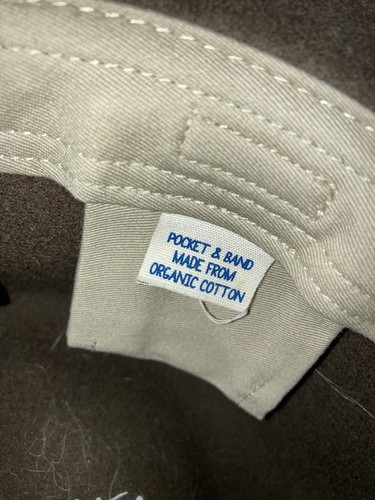 POCKET & BAND
MADE FROM
ORGANIC COTTON